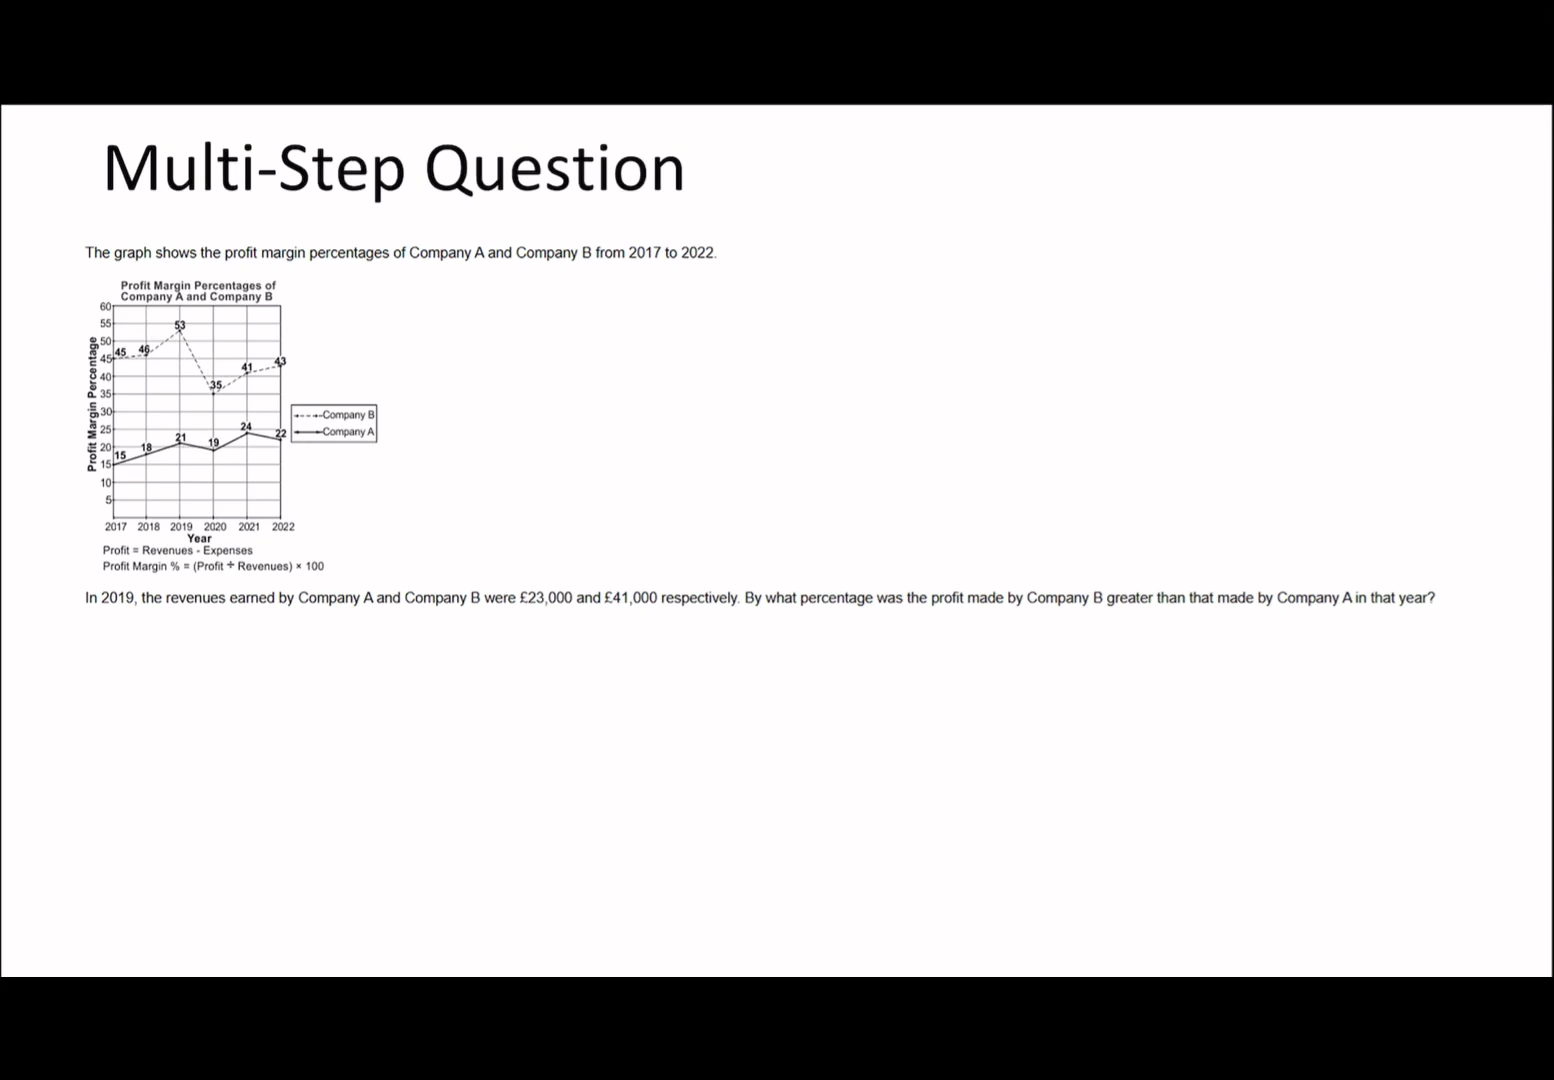 Multi-Step Question
The graph shows the profit margin percentages of Company A and Company B from 2017 to 2022.
Profit Margin Percentages of
Company A and Company B
60
55
50
45
40
35
30
25
20
15
10
5
Profit Margin Percentage
45 46 53 35 41 43
15 18 21 19 24 22
Company B
Company A
2017 2018 2019 2020 2021 2022
Year
Profit = Revenues - Expenses
Profit Margin % = (Profit ÷ Revenues) × 100
In 2019, the revenues earned by Company A and Company B were £23,000 and £41,000 respectively. By what percentage was the profit made by Company B greater than that made by Company A in that year?